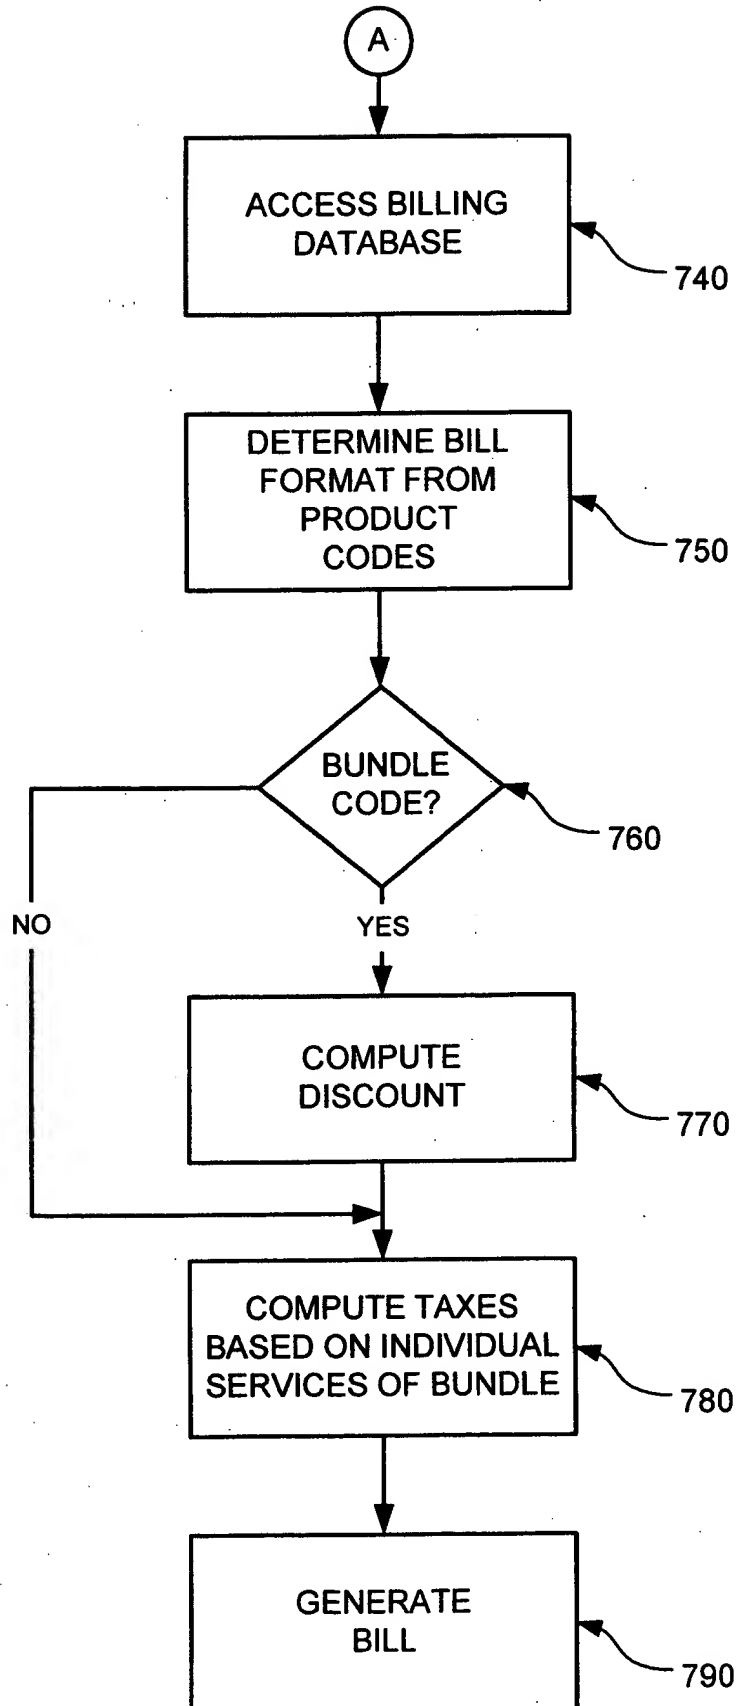 A
ACCESS BILLING
DATABASE
740
DETERMINE BILL
FORMAT FROM
PRODUCT
CODES
750
BUNDLE
CODE?
760
NO
YES
COMPUTE
DISCOUNT
770
COMPUTE TAXES
BASED ON INDIVIDUAL
SERVICES OF BUNDLE
780
GENERATE
BILL
790